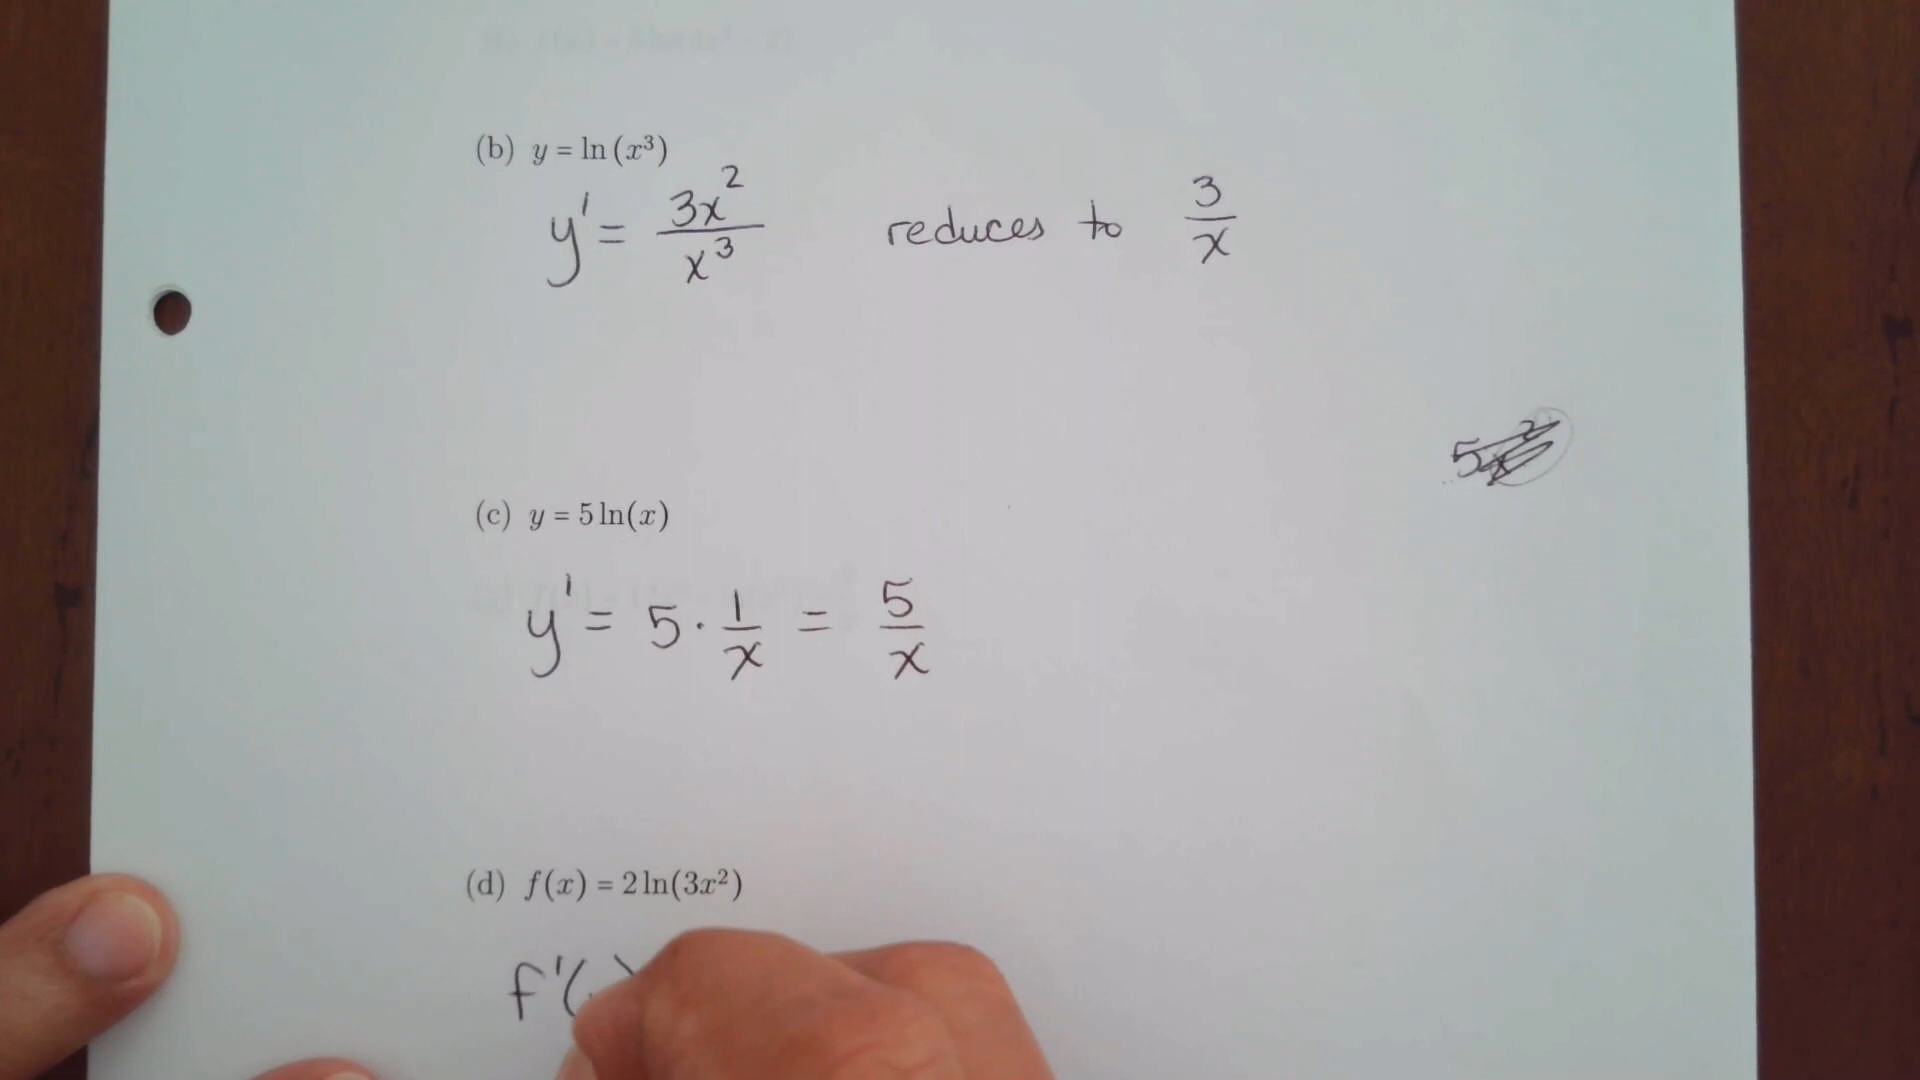 (b) y = ln (x³)
y' = 3x²/x³ reduces to 3/x
(c) y = 5 ln(x)
y' = 5 · 1/x = 5/x
(d) f(x) = 2 ln(3x²)
f'(